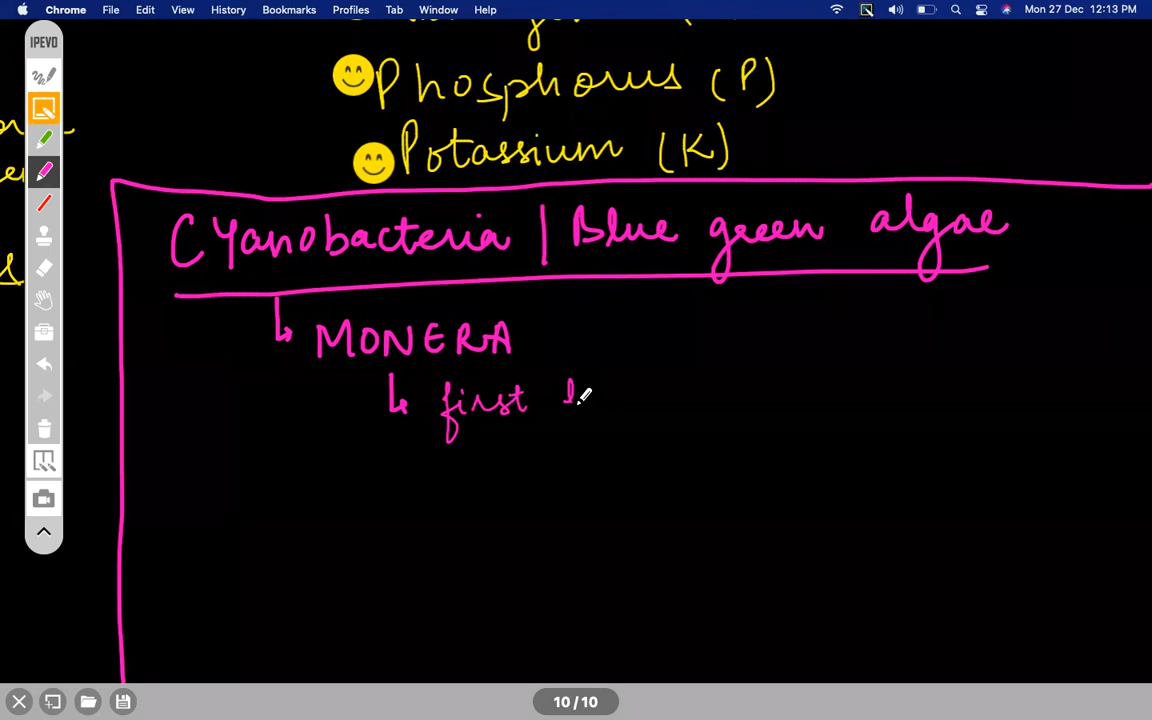 Chrome File Edit View History Bookmarks Profiles Tab Window Help Mon 27 Dec 12:13 PM
IPEVO
Phosphorus (P)
Potassium (K)
Cyanobacteria | Blue green algae
MONERA
first
10/10